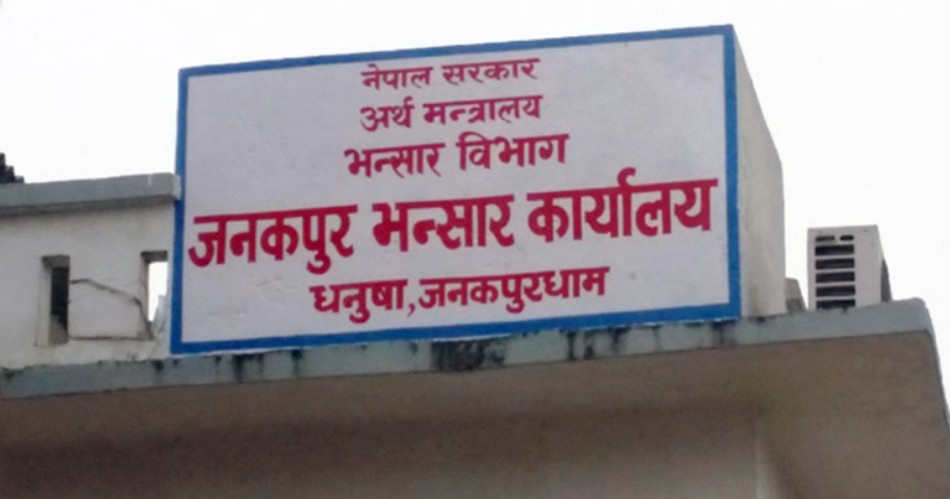 नेपाल सरकार
अर्थ मन्त्रालय
भन्सार विभाग
जनकपुर भन्सार कार्यालय
धनुषा,जनकपुरधाम